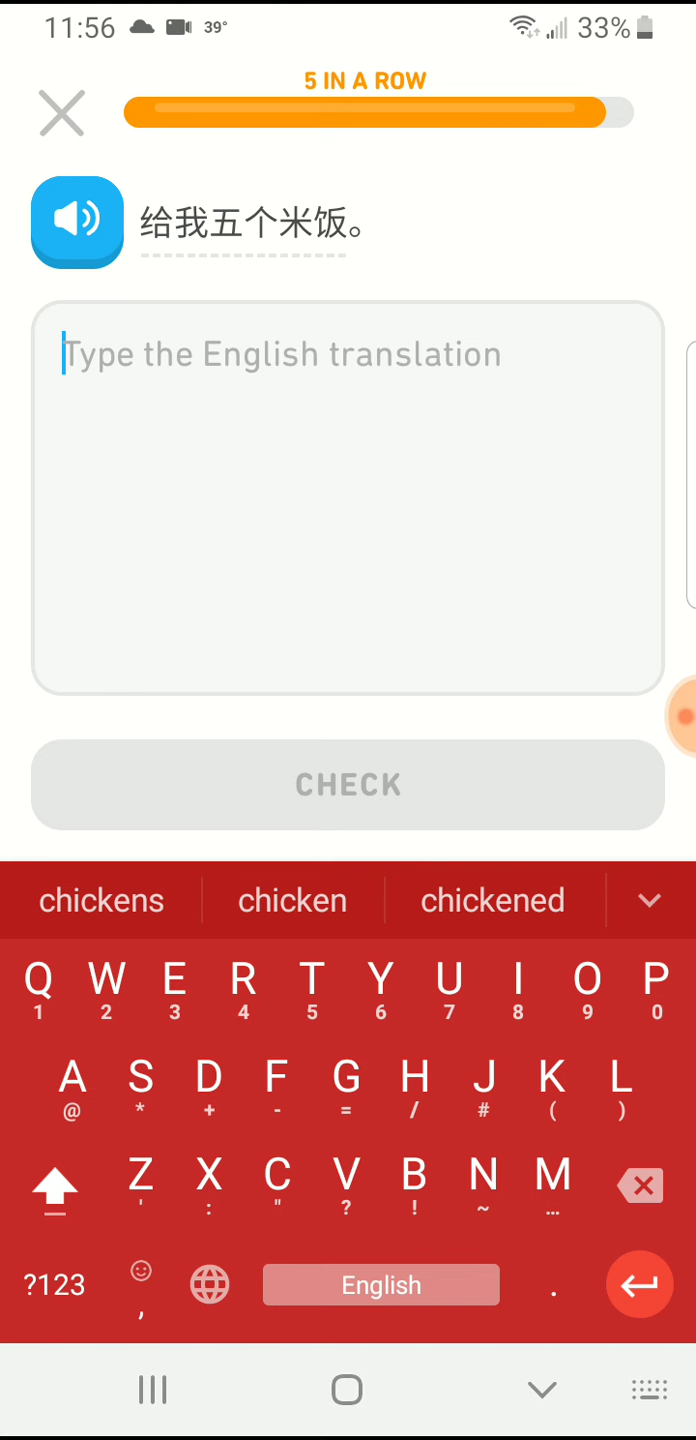 11:56 39° 33%
5 IN A ROW
给我五个米饭。
Type the English translation
CHECK
chickens chicken chickened
Q W E R T Y U I O P
1 2 3 4 5 6 7 8 9 0
A S D F G H J K L
@ * + - = / # ( )
Z X C V B N M
' : " ? ! ~ …
?123 , English .